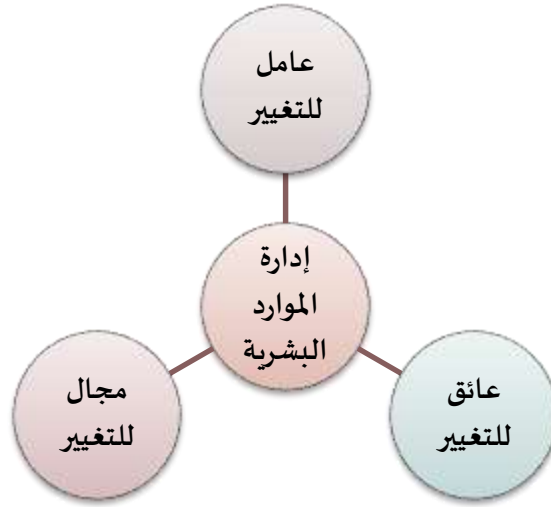 عامل
للتغيير
إدارة
الموارد
البشرية
عائق
للتغيير
مجال
للتغيير